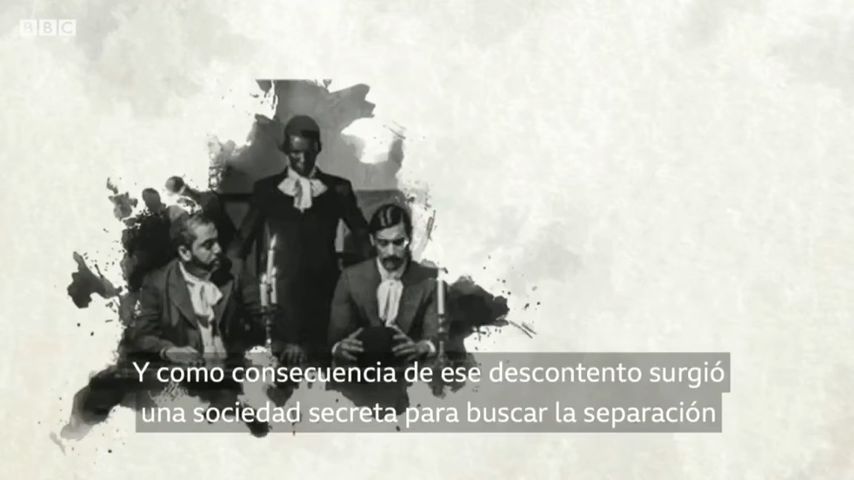 BBC
Y como consecuencia de ese descontento surgió
una sociedad secreta para buscar la separación